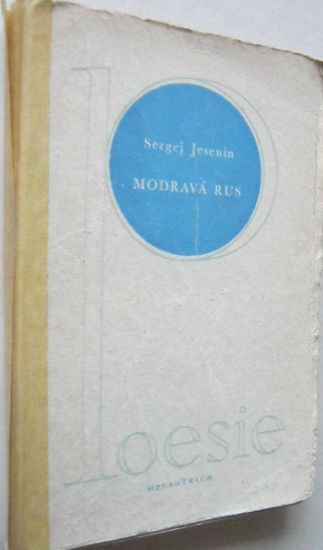 Sergej Jesenin
MODRAVÁ RUS
Poesie
MELANTRICH